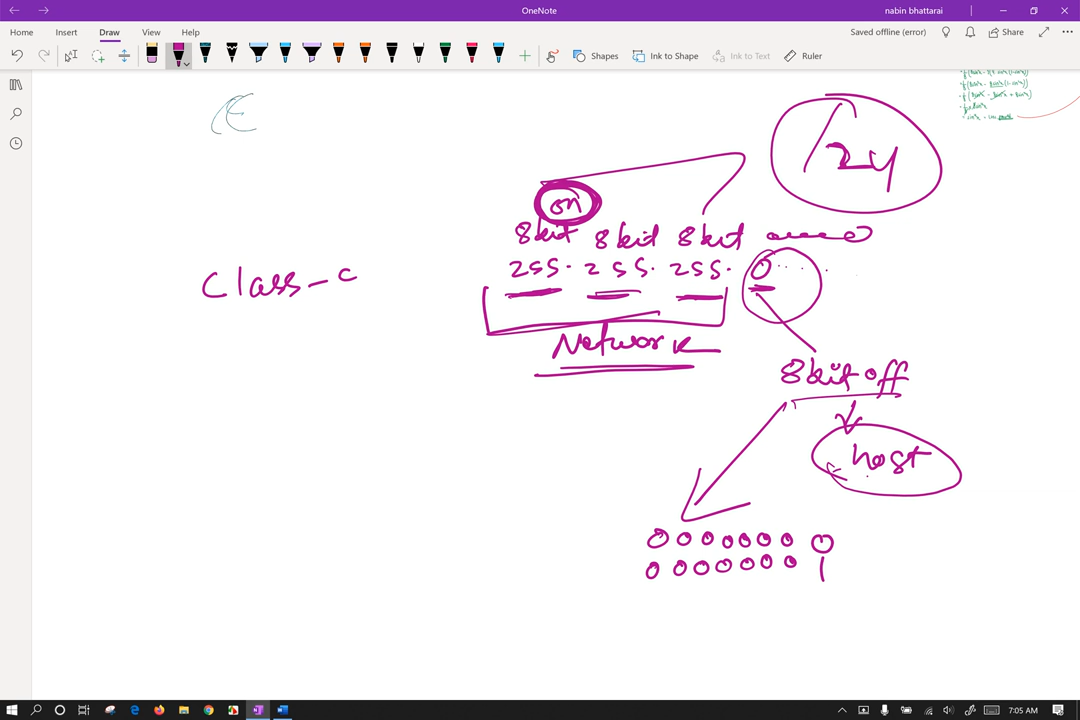 OneNote
nabin bhattarai
Home Insert Draw View Help
Saved offline (error)
Share
Shapes
Ink to Shape
Ink to Text
Ruler
/24
on
8bit 8bit 8bit
255. 255. 255. 0
Class-c
Network
8bit off
host
0 0 0 0 0 0 0 0
0 0 0 0 0 0 0 1
7:05 AM